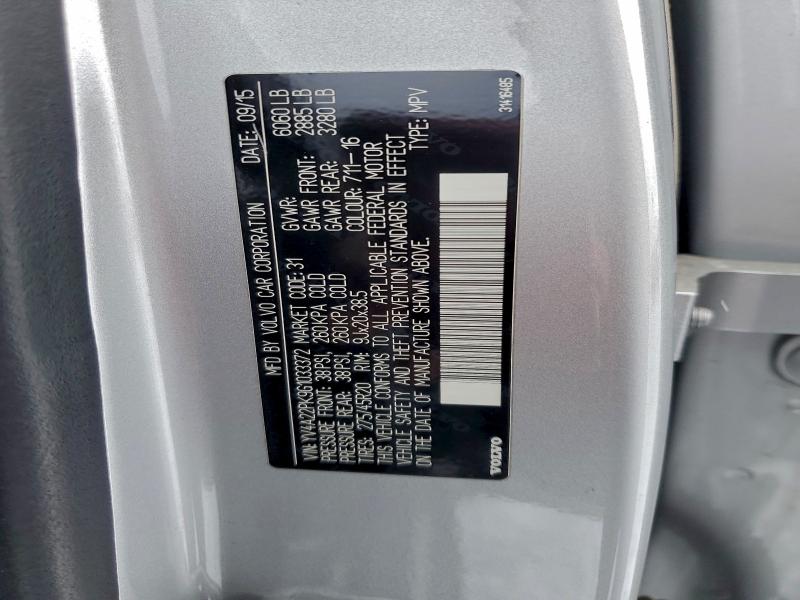 MFD BY VOLVO CAR CORPORATION DATE: 09/15
VIN: YV4A22PK9G1033372 MARKET CODE: 31 GVWR: 6060 LB
PRESSURE FRONT: 38PSI, 260KPA COLD GAWR FRONT: 2885 LB
PRESSURE REAR: 38PSI, 260KPA COLD GAWR REAR: 3280 LB
TIRES: 275/45R20 RIM: 9Jx20x38.5 COLOUR: 711-16
THIS VEHICLE CONFORMS TO ALL APPLICABLE FEDERAL MOTOR
VEHICLE SAFETY AND THEFT PREVENTION STANDARDS IN EFFECT
ON THE DATE OF MANUFACTURE SHOWN ABOVE. TYPE: MPV
VOLVO 31416485